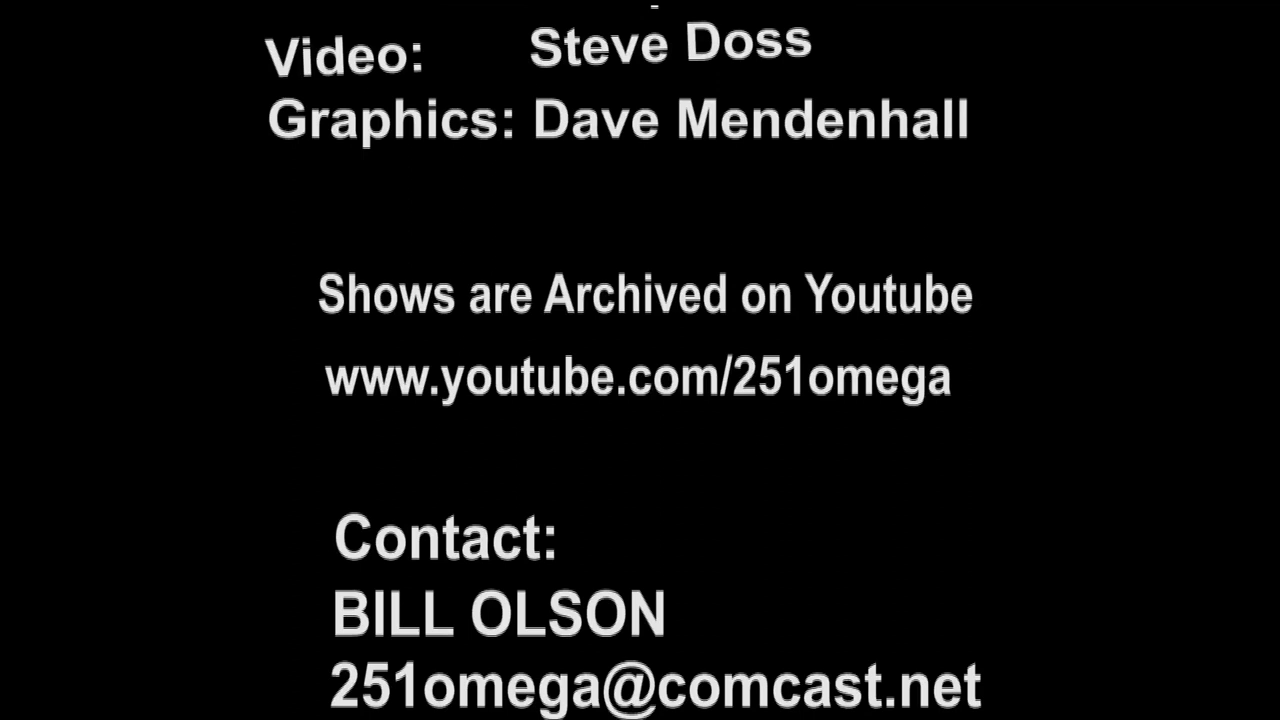 Video: Steve Doss
Graphics: Dave Mendenhall
Shows are Archived on Youtube
www.youtube.com/251omega
Contact:
BILL OLSON
251omega@comcast.net